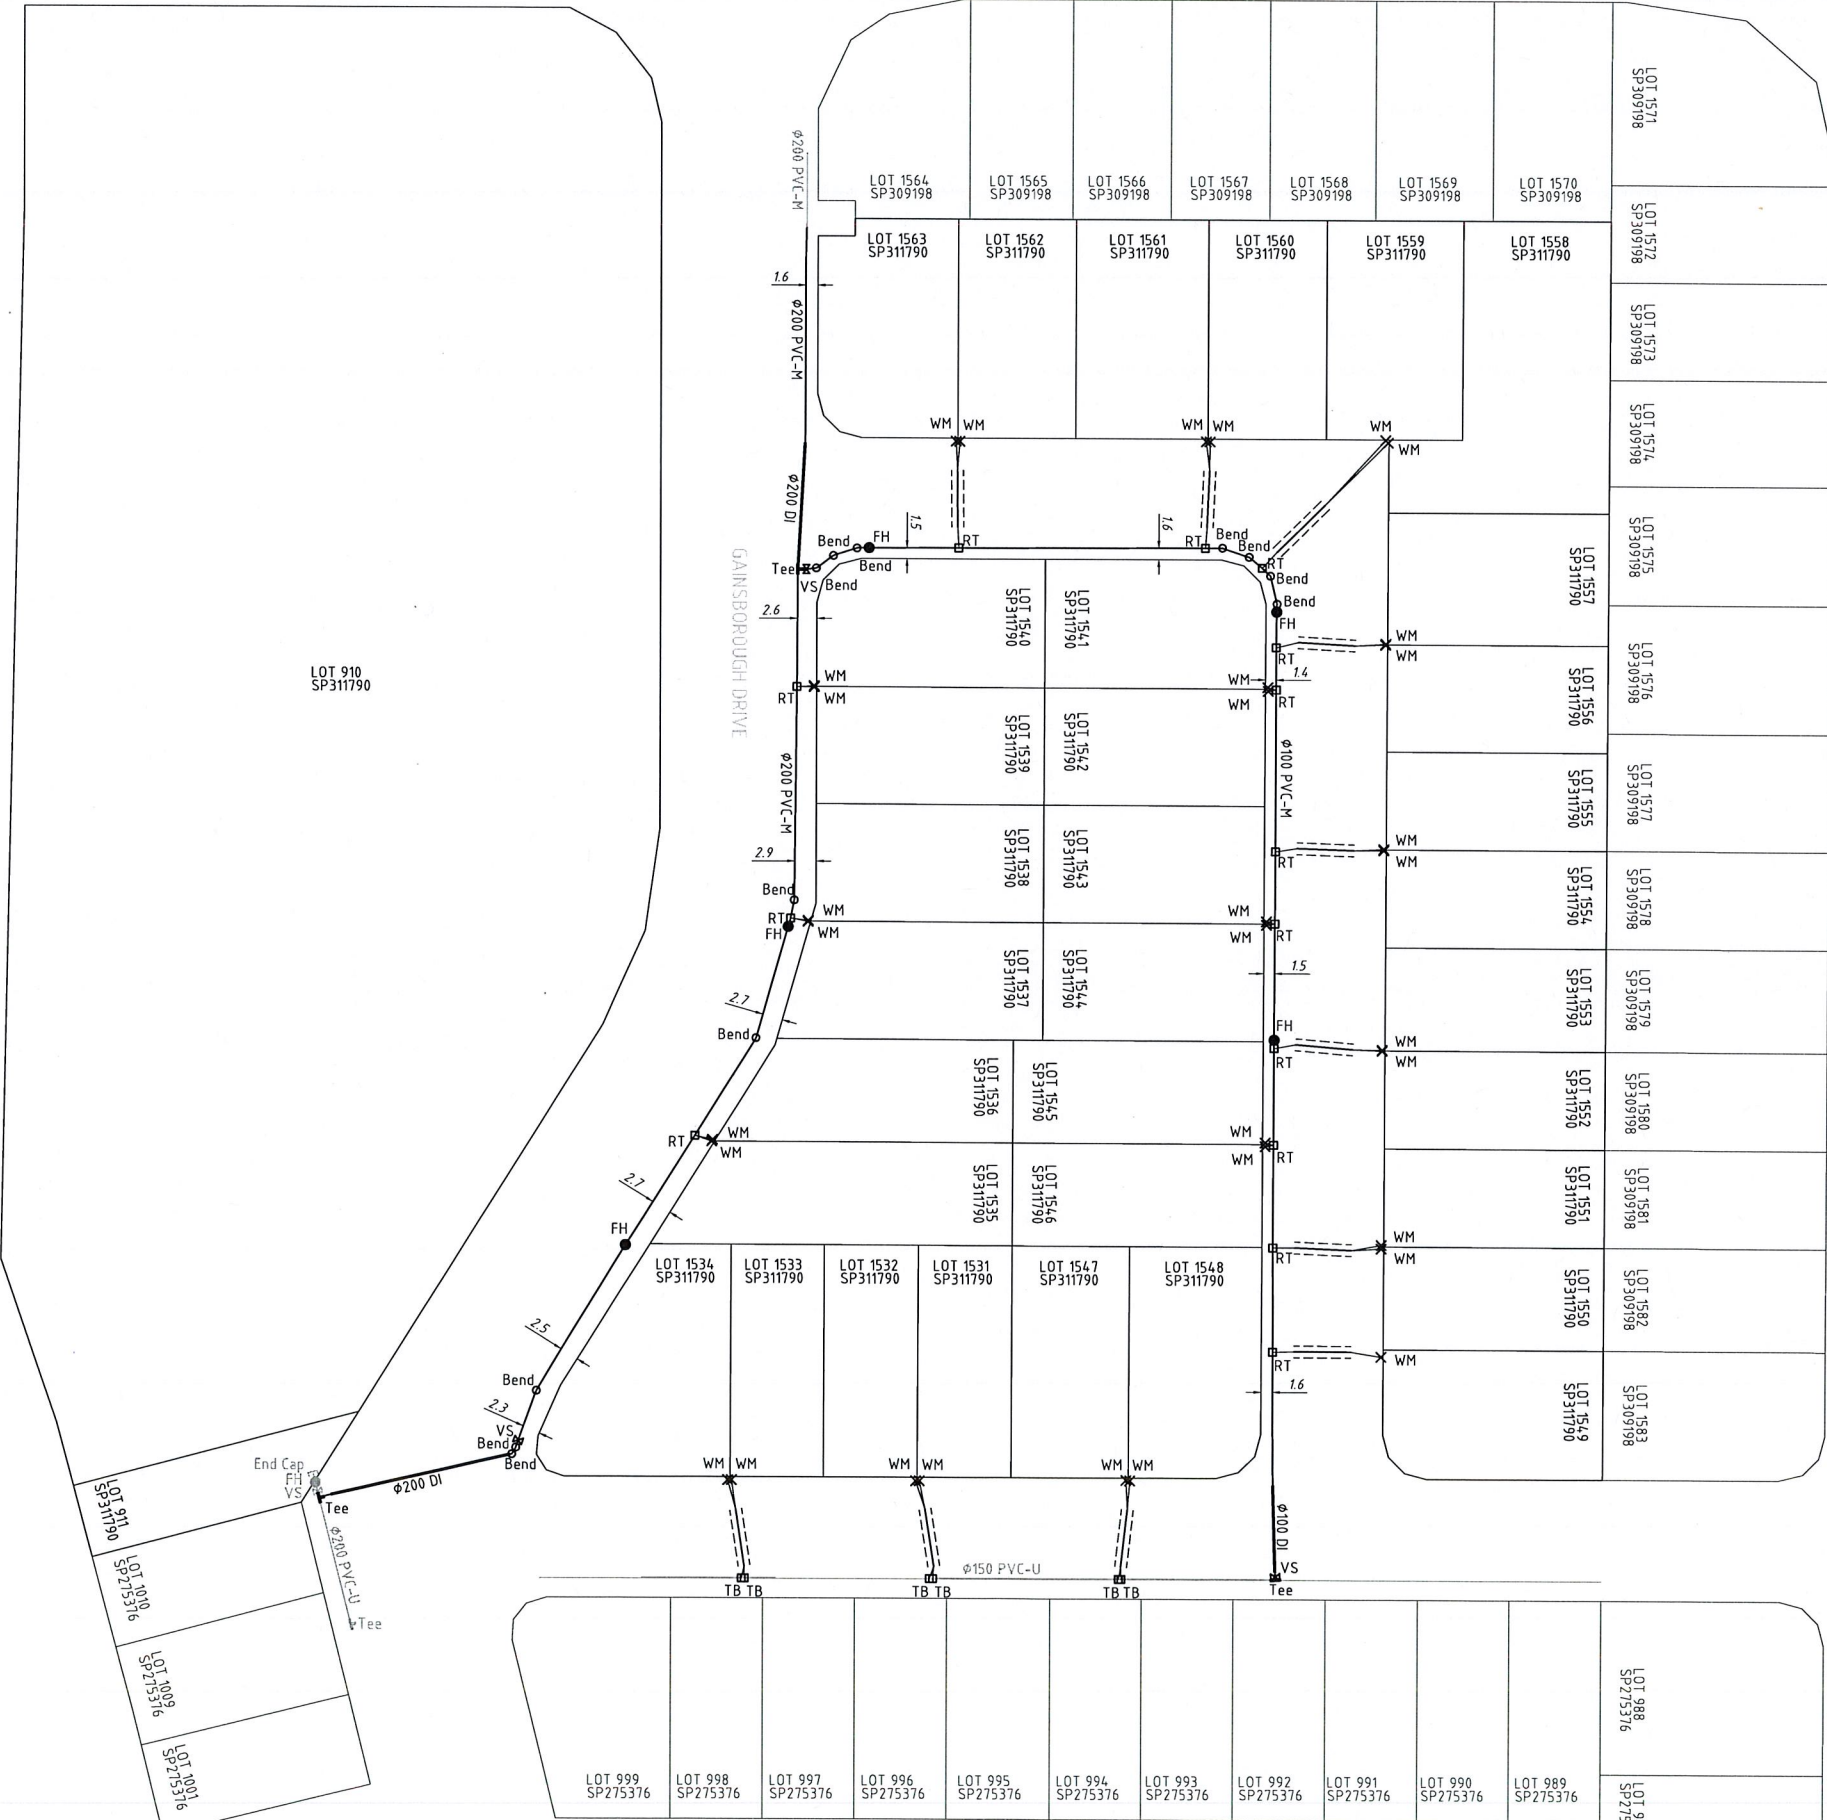 LOT 1571
SP309198
LOT 1564
SP309198
LOT 1565
SP309198
LOT 1566
SP309198
LOT 1567
SP309198
LOT 1568
SP309198
LOT 1569
SP309198
LOT 1570
SP309198
LOT 1563
SP311790
LOT 1562
SP311790
LOT 1561
SP311790
LOT 1560
SP311790
LOT 1559
SP311790
LOT 1558
SP311790
LOT 1572
SP309198
LOT 1573
SP309198
LOT 1574
SP309198
LOT 1575
SP309198
LOT 1576
SP309198
LOT 1577
SP309198
LOT 1578
SP309198
LOT 1579
SP309198
LOT 1580
SP309198
LOT 1581
SP309198
LOT 1582
SP309198
LOT 1583
SP309198
LOT 1557
SP311790
LOT 1556
SP311790
LOT 1555
SP311790
LOT 1554
SP311790
LOT 1553
SP311790
LOT 1552
SP311790
LOT 1551
SP311790
LOT 1550
SP311790
LOT 1549
SP311790
φ200 PVC-M
1.6
φ200 PVC-M
φ200 DI
WM WM
WM WM
WM
WM
Bend
FH
Bend
1.5
RT
1.6
RT
Bend
Bend
RT
Bend
Bend
FH
Tee
VS
Bend
2.6
GAINSBOROUGH DRIVE
LOT 910
SP311790
LOT 1540
SP311790
LOT 1541
SP311790
RT
WM
WM
WM
WM
1.4
RT
RT
WM
WM
LOT 1539
SP311790
LOT 1542
SP311790
φ200 PVC-M
φ100 PVC-M
2.9
LOT 1538
SP311790
LOT 1543
SP311790
RT
WM
WM
Bend
RT
FH
WM
WM
WM
WM
RT
LOT 1537
SP311790
LOT 1544
SP311790
1.5
2.7
Bend
FH
RT
WM
WM
LOT 1536
SP311790
LOT 1545
SP311790
RT
WM
WM
WM
WM
RT
2.7
LOT 1535
SP311790
LOT 1546
SP311790
FH
RT
WM
WM
LOT 1534
SP311790
LOT 1533
SP311790
LOT 1532
SP311790
LOT 1531
SP311790
LOT 1547
SP311790
LOT 1548
SP311790
2.5
RT
WM
Bend
1.6
2.3
VS
Bend
Bend
End Cap
FH
VS
Tee
φ200 DI
WM WM
WM WM
WM WM
φ100 DI
φ200 PVC-U
Tee
φ150 PVC-U
TB TB
TB TB
TB TB
VS
Tee
LOT 911
SP311790
LOT 1010
SP275376
LOT 1009
SP275376
LOT 1001
SP275376
LOT 988
SP275376
LOT 999
SP275376
LOT 998
SP275376
LOT 997
SP275376
LOT 996
SP275376
LOT 995
SP275376
LOT 994
SP275376
LOT 993
SP275376
LOT 992
SP275376
LOT 991
SP275376
LOT 990
SP275376
LOT 989
SP275376